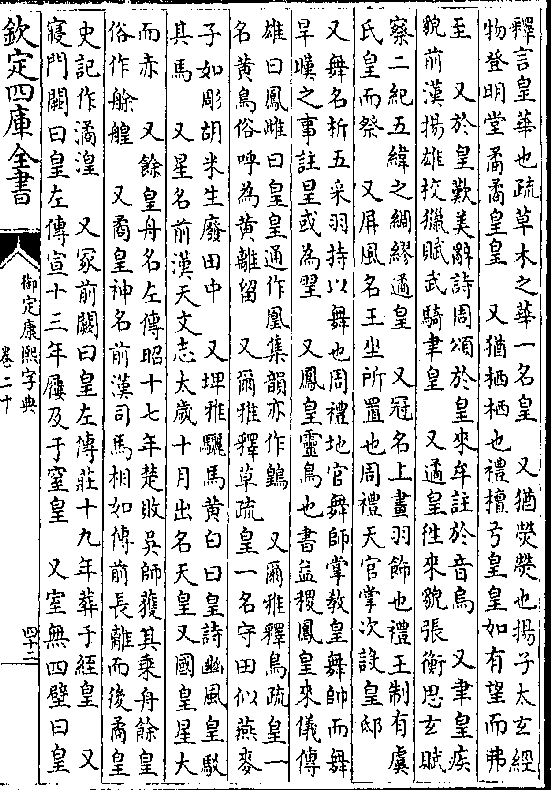 釋言皇華也疏草木之華一名皇　又猶熒熒也揚子太玄經
物登明堂矞矞皇皇　又猶栖栖也禮檀弓皇皇如有望而弗
至　又於皇歎美辭詩周頌於皇來牟註於音烏　又聿皇疾
貌前漢揚雄校獵賦武騎聿皇　又遹皇徃來貌張衡思玄賦
察二紀五緯之綢繆遹皇　又冠名上畫羽飾也禮王制有虞
氏皇而祭　又屏風名王坐所置也周禮天官掌次設皇邸
又舞名析五采羽持以舞也周禮地官舞師掌教皇舞帥而舞
旱暵之事註皇或為䍿　又鳳皇靈鳥也書益稷鳳皇來儀傳
雄曰鳳雌曰皇皇通作凰集韻亦作鶬　又爾雅釋鳥疏皇一
名黄鳥俗呼為黄離留　又爾雅釋草疏皇一名守田似燕麥
子如彫胡米生廢田中　又埤雅驪馬黄白曰皇詩豳風皇駁
其馬　又星名前漢天文志太歲十月出名天皇又國皇星大
而赤　又餘皇舟名左傳昭十七年楚敗吳師獲其乘舟餘皇
俗作艅艎　又矞皇神名前漢司馬相如傳前長離而後矞皇
史記作潏湟　又冢前闕曰皇左傳莊十九年葬于絰皇　又
寢門闕曰皇左傳宣十三年屨及于窒皇　又室無四壁曰皇
欽定四庫全書
御定康熙字典
卷二十
四十二